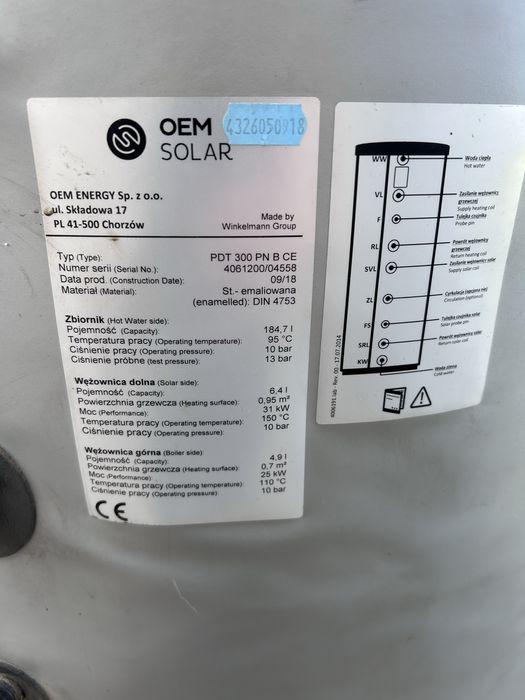 OEM
SOLAR
4326050918
OEM ENERGY Sp. z o.o.
ul. Składowa 17
PL 41-500 Chorzów
Made by
Winkelmann Group
Typ (Type): PDT 300 PN B CE
Numer serii (Serial No.): 4061200/04558
Data prod. (Construction Date): 09/18
Materiał (Material): St.- emaliowana
(enamelled): DIN 4753
Zbiornik (Hot Water side):
Pojemność (Capacity): 184,7 l
Temperatura pracy (Operating temperature): 95 °C
Ciśnienie pracy (Operating pressure): 10 bar
Ciśnienie próbne (test pressure): 13 bar
Wężownica dolna (Solar side):
Pojemność (Capacity): 6,4 l
Powierzchnia grzewcza (Heating surface): 0,95 m²
Moc (Performance): 31 kW
Temperatura pracy (Operating temperature): 150 °C
Ciśnienie pracy (Operating pressure): 10 bar
Wężownica górna (Boiler side):
Pojemność (Capacity): 4,9 l
Powierzchnia grzewcza (Heating surface): 0,7 m²
Moc (Performance): 25 kW
Temperatura pracy (Operating temperature): 110 °C
Ciśnienie pracy (Operating pressure): 10 bar
CE
WW Woda ciepła
Hot water
VL Zasilanie wężownicy
grzewczej
Supply heating coil
F Tulejka czujnika
Probe pin
RL Powrót wężownicy
grzewczej
Return heating coil
SVL Zasilanie wężownicy solar
Supply solar coil
ZL Cyrkulacja (opcjonalnie)
Circulation (optional)
FS Tulejka czujnika solar
Solar probe pin
SRL Powrót wężownicy solar
Return solar coil
KW Woda zimna
Cold water
4006191.lab - Rev. 00 - 17.07.2014